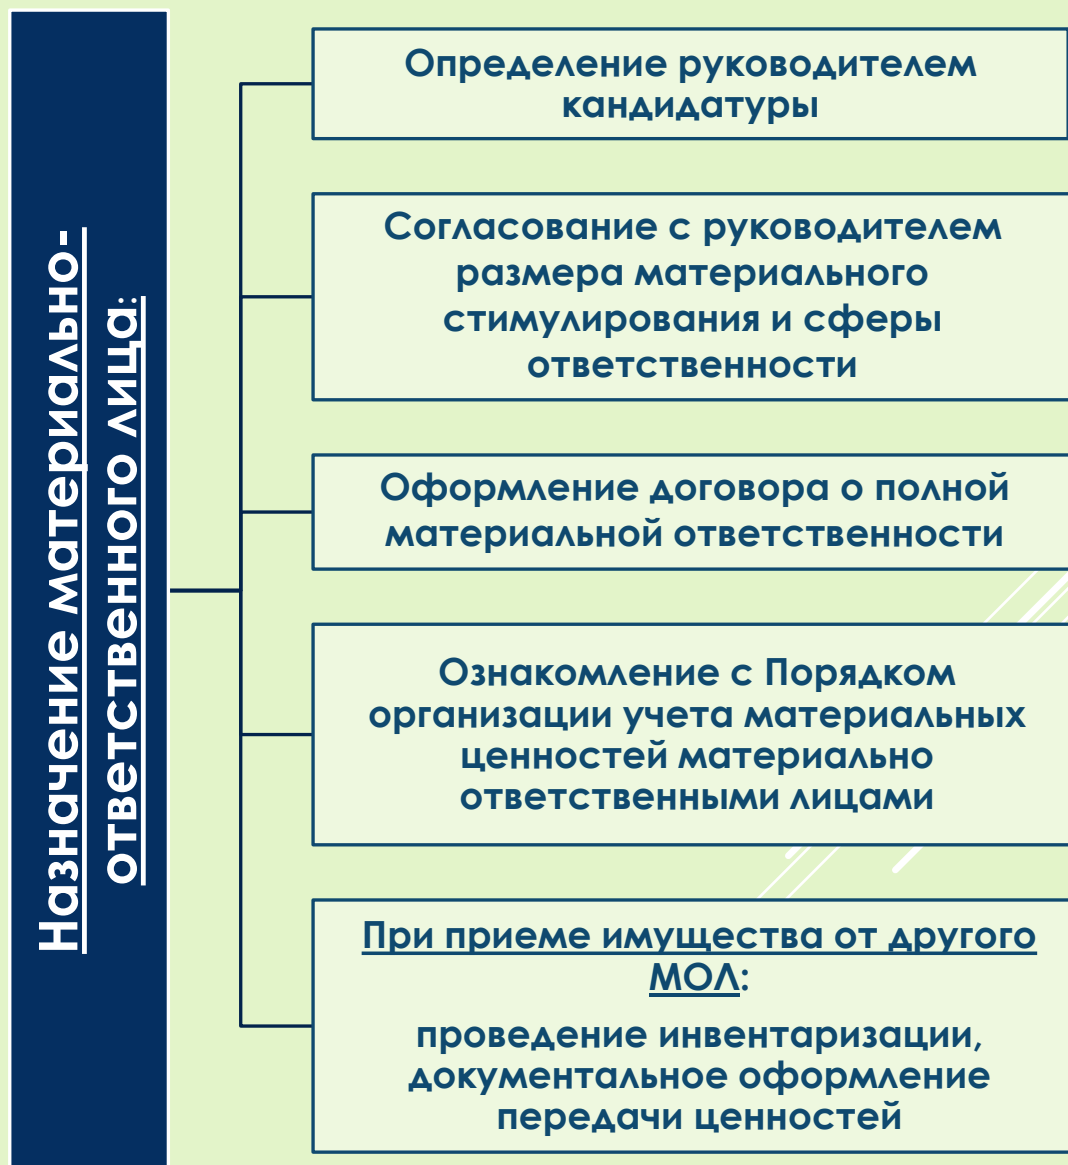 Назначение материально-
ответственного лица:
Определение руководителем
кандидатуры
Согласование с руководителем
размера материального
стимулирования и сферы
ответственности
Оформление договора о полной
материальной ответственности
Ознакомление с Порядком
организации учета материальных
ценностей материально
ответственными лицами
При приеме имущества от другого
МОЛ:
проведение инвентаризации,
документальное оформление
передачи ценностей